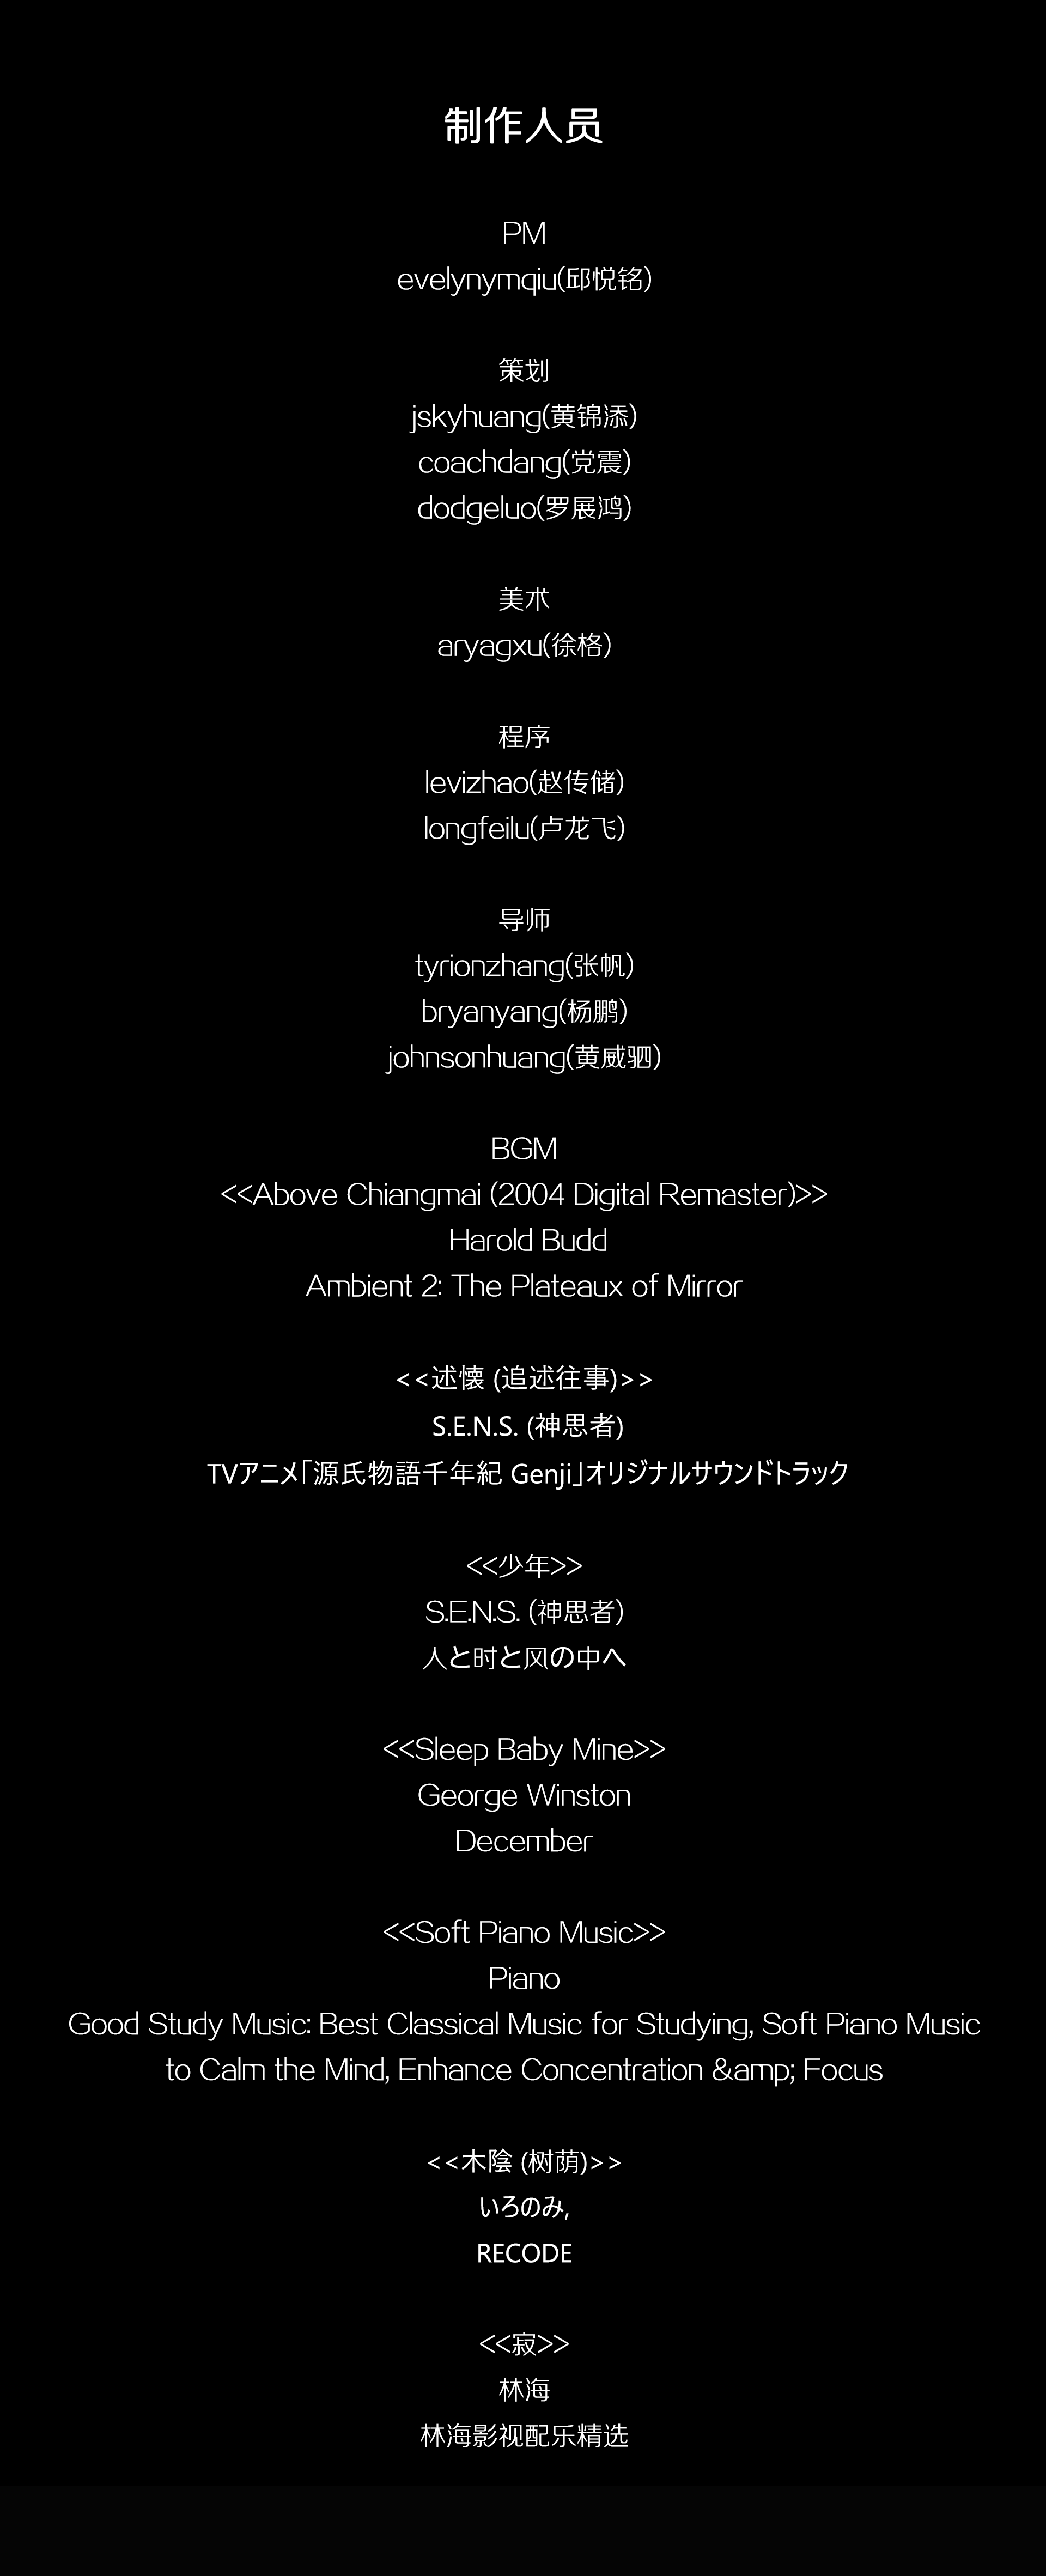 制作人员
PM
evelynymqiu(邱悦铭)
策划
jskyhuang(黄锦添)
coachdang(党震)
dodgeluo(罗展鸿)
美术
aryagxu(徐格)
程序
levizhao(赵传储)
longfeilu(卢龙飞)
导师
tyrionzhang(张帆)
bryanyang(杨鹏)
johnsonhuang(黄威驷)
BGM
<<Above Chiangmai (2004 Digital Remaster)>>
Harold Budd
Ambient 2: The Plateaux of Mirror
<<述懐 (追述往事)>>
S.E.N.S. (神思者)
TVアニメ「源氏物語千年紀 Genji」オリジナルサウンドトラック
<<少年>>
S.E.N.S. (神思者)
人と时と风の中へ
<<Sleep Baby Mine>>
George Winston
December
<<Soft Piano Music>>
Piano
Good Study Music: Best Classical Music for Studying, Soft Piano Music
to Calm the Mind, Enhance Concentration &amp; Focus
<<木陰 (树荫)>>
いろのみ,
RECODE
<<寂>>
林海
林海影视配乐精选